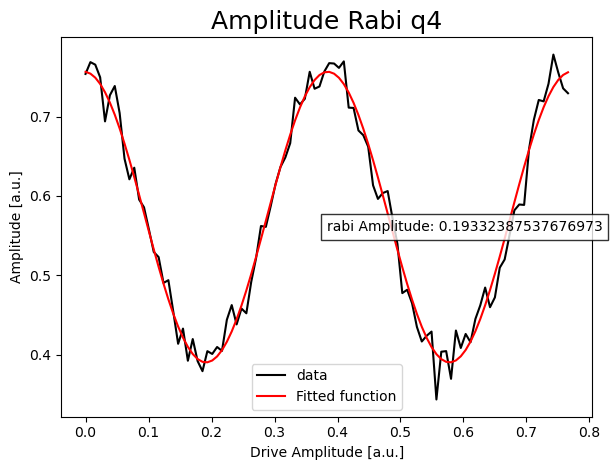 Amplitude Rabi q4
Amplitude [a.u.]
0.7
0.6
0.5
0.4
rabi Amplitude: 0.19332387537676973
data
Fitted function
0.0 0.1 0.2 0.3 0.4 0.5 0.6 0.7 0.8
Drive Amplitude [a.u.]